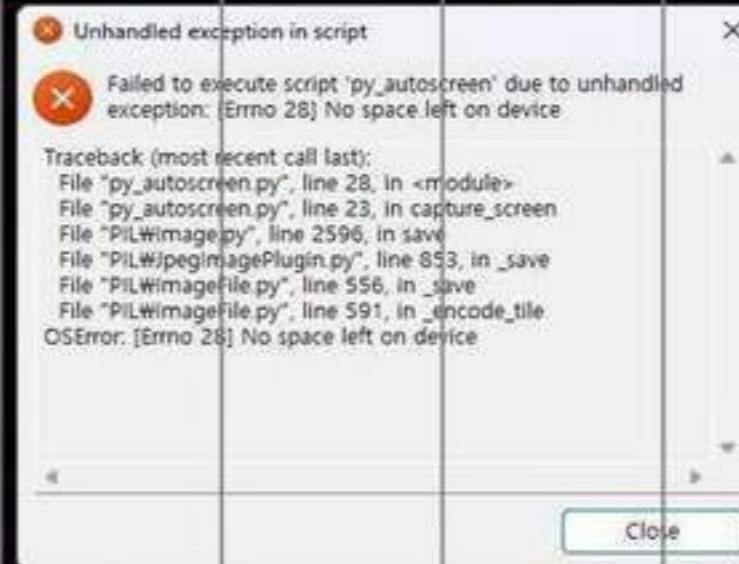 Unhandled exception in script
Failed to execute script 'py_autoscreen' due to unhandled
exception: [Errno 28] No space left on device
Traceback (most recent call last):
File "py_autoscreen.py", line 28, in <module>
File "py_autoscreen.py", line 23, in capture_screen
File "PIL₩Image.py", line 2596, in save
File "PIL₩JpegImagePlugin.py", line 853, in _save
File "PIL₩ImageFile.py", line 556, in _save
File "PIL₩ImageFile.py", line 591, in _encode_tile
OSError: [Errno 28] No space left on device
Close